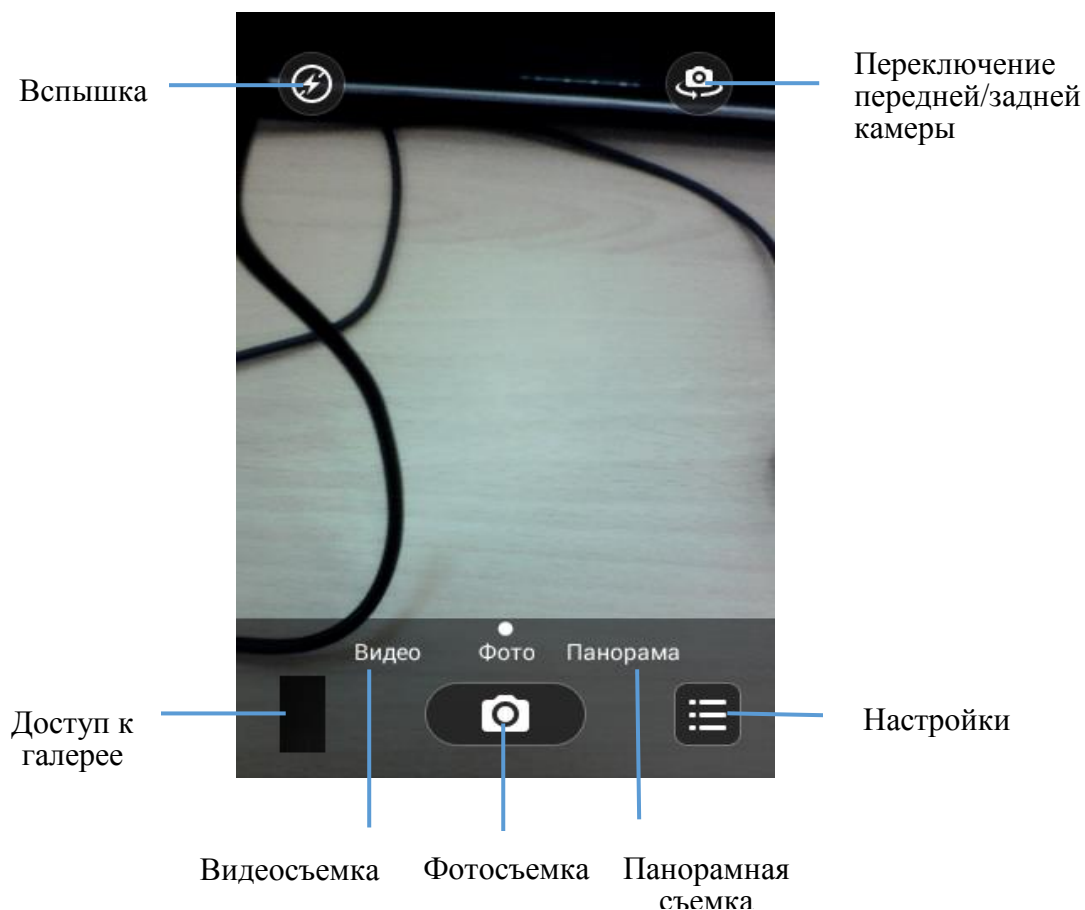 Вспышка
Переключение
передней/задней
камеры
Видео
Фото
Панорама
Доступ к
галерее
Настройки
Видеосъемка
Фотосъемка
Панорамная
съемка